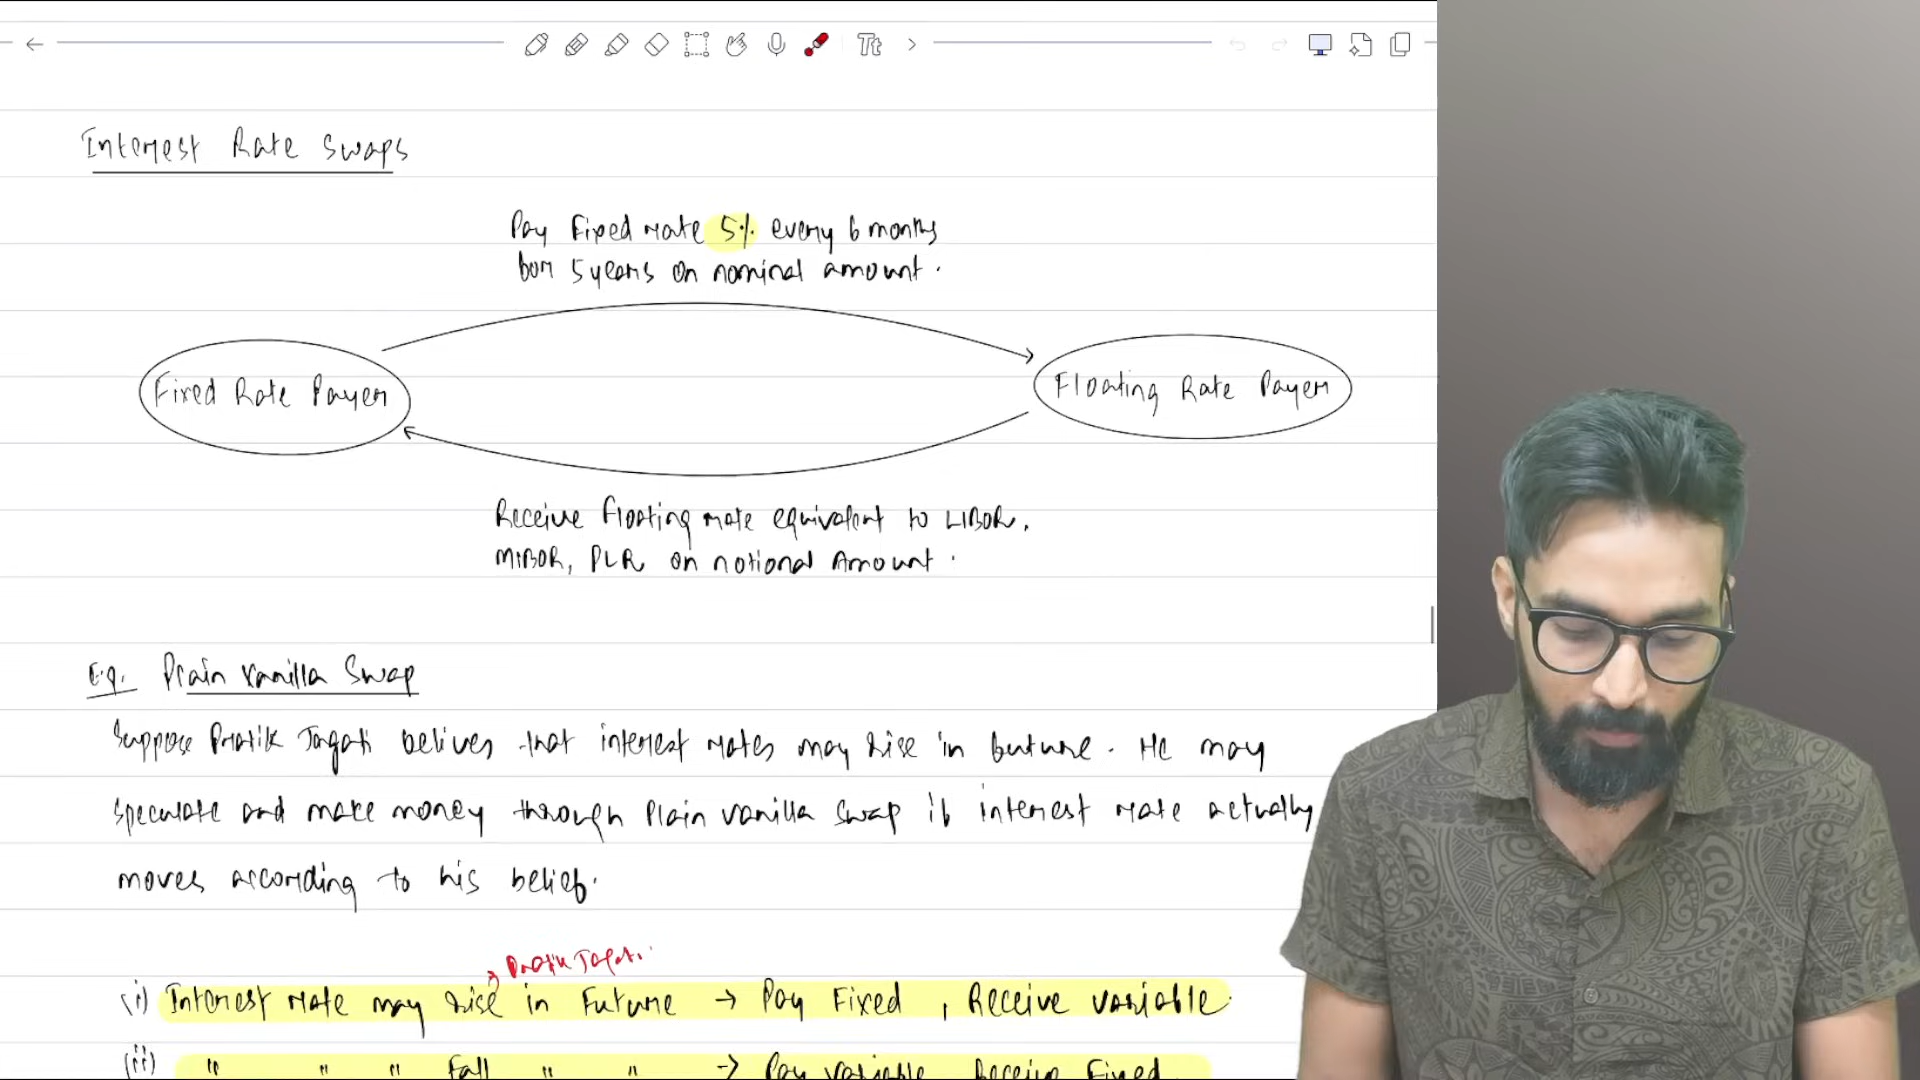 Tt
Interest Rate Swaps
Pay Fixed rate 5% every 6 months
for 5 years on nominal amount.
Fixed Rate Payer
Floating Rate Payer
Receive floating rate equivalent to LIBOR,
MIBOR, PLR on notional Amount.
E.g. Plain Vanilla Swap
Suppose Pratik Jagati belives that interest rates may rise in future. He may
speculate and make money through Plain vanilla swap if interest rate actually
moves according to his belief.
Pratik Jagati
(i) Interest rate may rise in Future → Pay Fixed, Receive variable
(ii) " " " Fall " " → Pay variable Receive Fixed